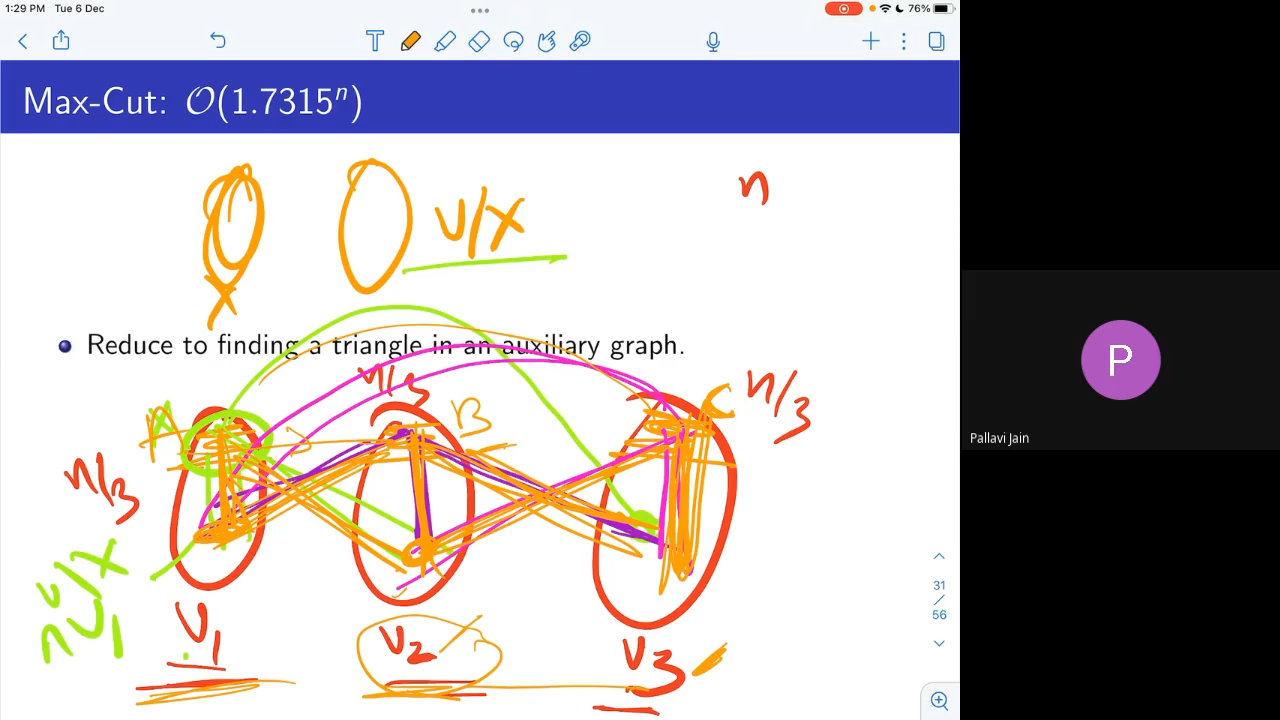 1:29 PM Tue 6 Dec
76%
T
Max-Cut: 𝒪(1.7315ⁿ)
n
V/X
X
Reduce to finding a triangle in an auxiliary graph.
n/3
n/3
A
B
C
n/3
V1
V2
V3
31
/
56
P
Pallavi Jain